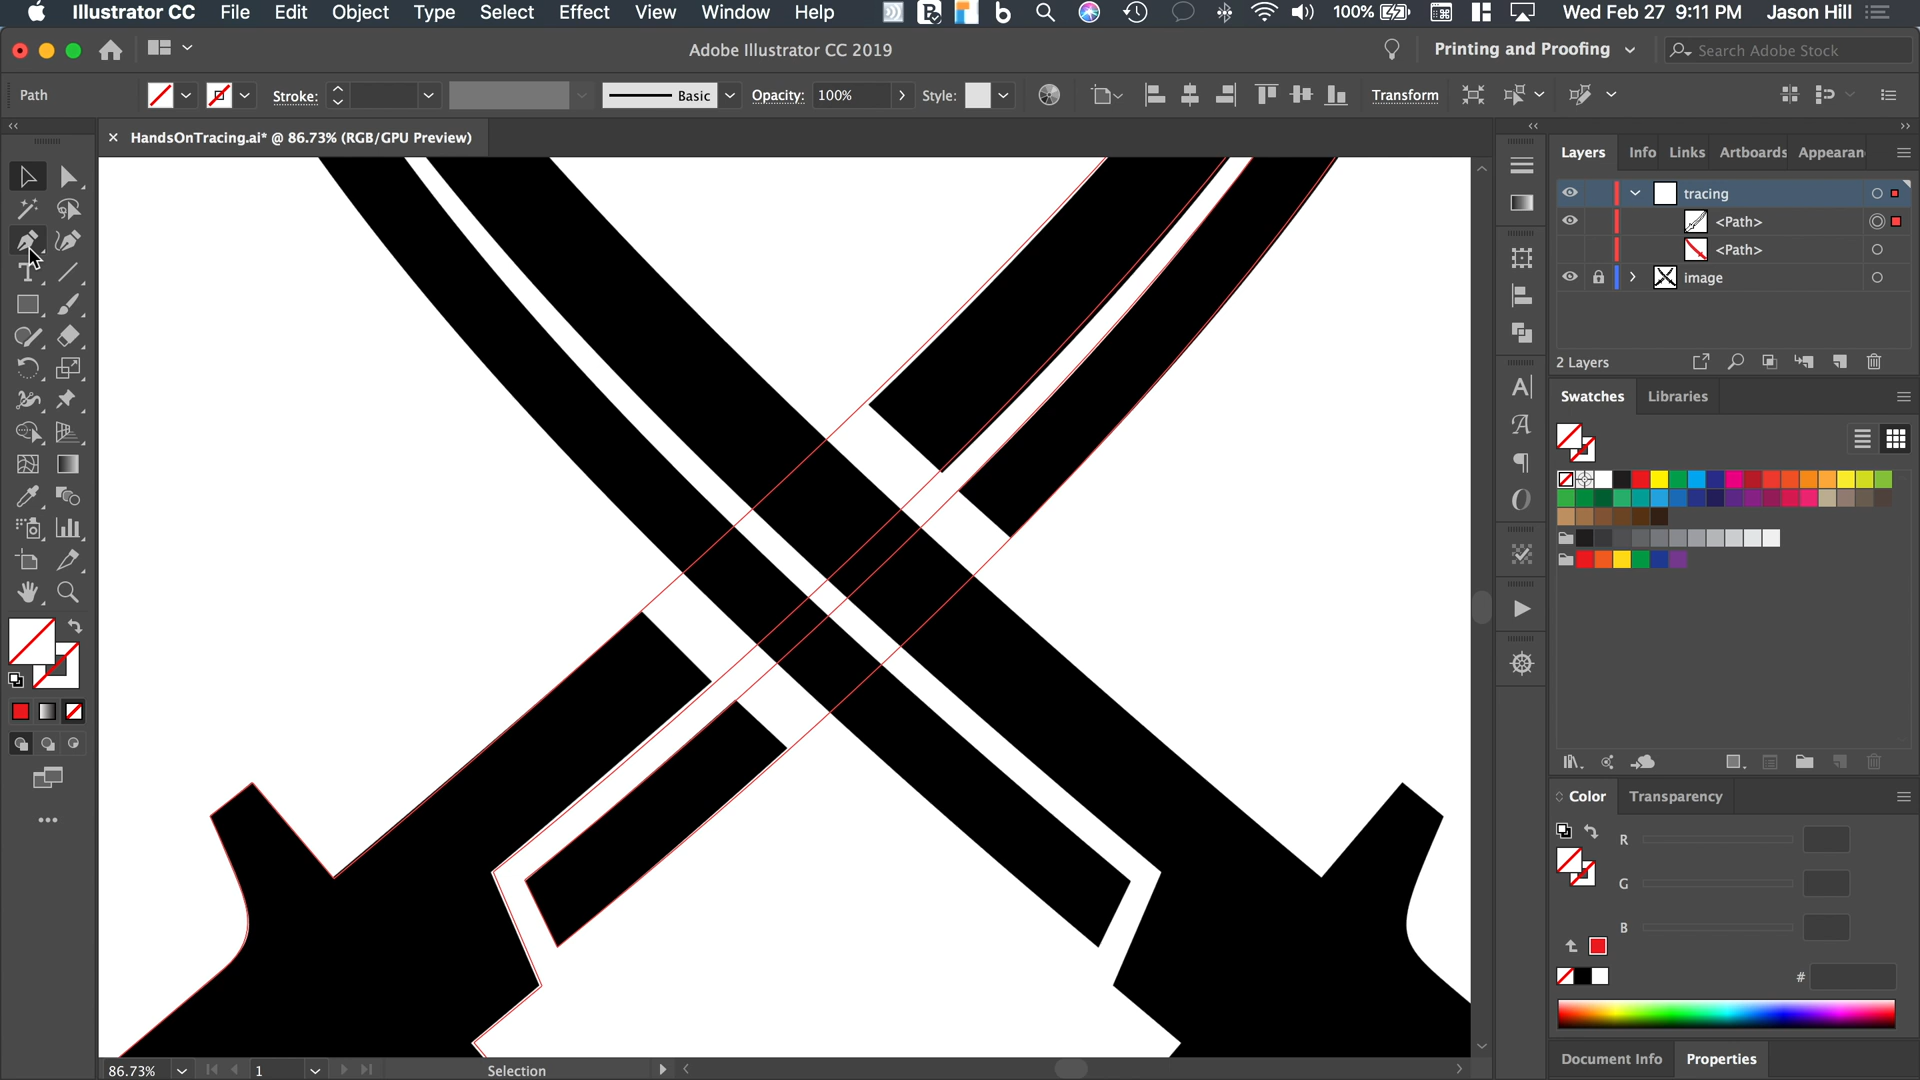 Illustrator CC File Edit Object Type Select Effect View Window Help 100% Wed Feb 27 9:11 PM Jason Hill
Adobe Illustrator CC 2019 Printing and Proofing Search Adobe Stock
Path Stroke: Basic Opacity: 100% Style: Transform
HandsOnTracing.ai* @ 86.73% (RGB/GPU Preview)
Layers Info Links Artboards Appearan
tracing
<Path>
<Path>
image
2 Layers
Swatches Libraries
Color Transparency
R
G
B
#
Document Info Properties
86.73% 1 Selection